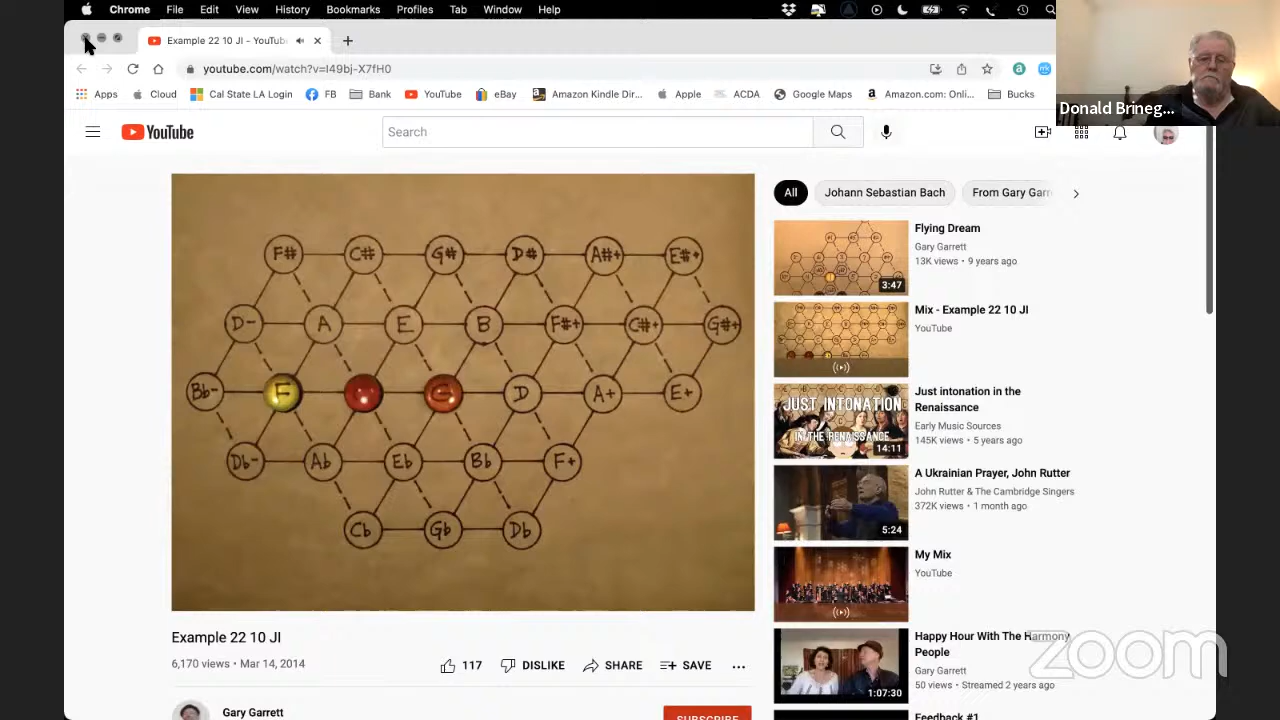 Chrome File Edit View History Bookmarks Profiles Tab Window Help
Example 22 10 JI - YouTube
youtube.com/watch?v=I49bj-X7fH0
Apps Cloud Cal State LA Login FB Bank YouTube eBay Amazon Kindle Dir... Apple ACDA Google Maps Amazon.com: Onli... Bucks
Donald Brineg...
YouTube
Search
All Johann Sebastian Bach From Gary Garr
F# C# G# D# A#+ E#+
D- A E B F#+ C#+ G#+
Bb- F G D A+ E+
Db- Ab Eb Bb F+
Cb Gb Db
Example 22 10 JI
6,170 views • Mar 14, 2014
117 DISLIKE SHARE SAVE ...
Gary Garrett
SUBSCRIBE
Flying Dream
Gary Garrett
13K views • 9 years ago
3:47
Mix - Example 22 10 JI
YouTube
JUST INTONATION
IN THE RENAISSANCE
14:11
Just intonation in the
Renaissance
Early Music Sources
145K views • 5 years ago
A Ukrainian Prayer, John Rutter
John Rutter & The Cambridge Singers
372K views • 1 month ago
5:24
My Mix
YouTube
Happy Hour With The Harmony
People
Gary Garrett
50 views • Streamed 2 years ago
1:07:30
Feedback #1
zoom